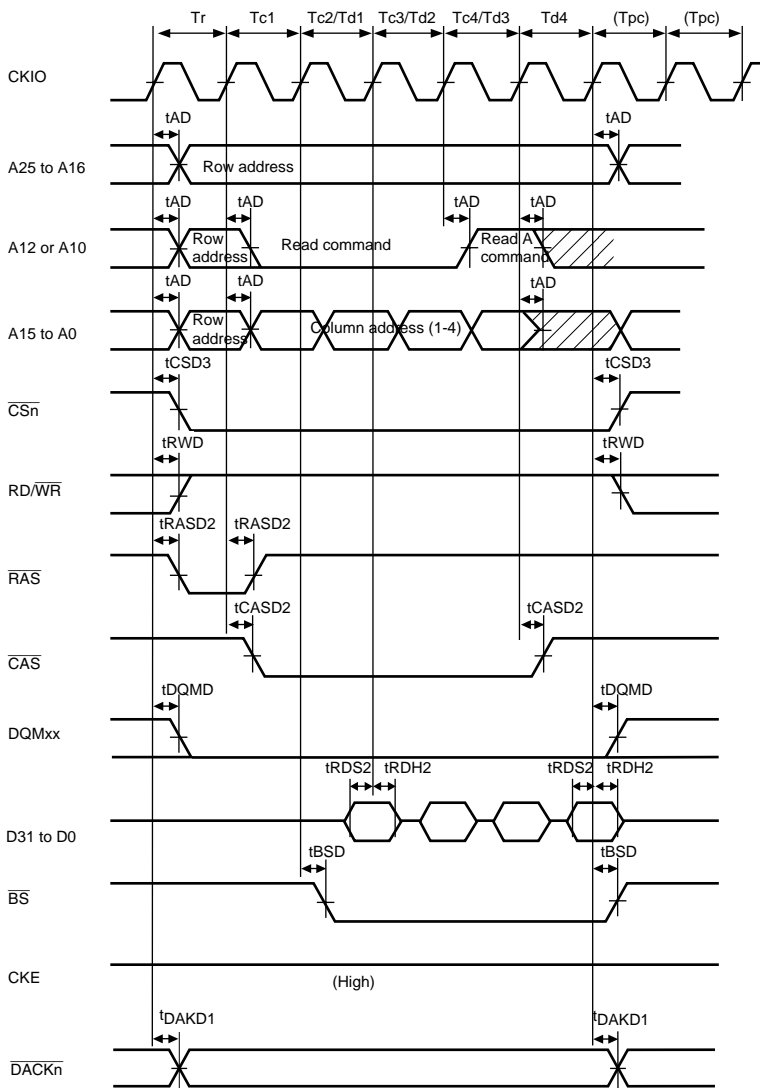 Tr Tc1 Tc2/Td1 Tc3/Td2 Tc4/Td3 Td4 (Tpc) (Tpc)
CKIO
tAD tAD
A25 to A16 Row address
tAD tAD tAD tAD
A12 or A10 Row address Read command Read A command
tAD tAD tAD
A15 to A0 Row address Column address (1-4)
tCSD3 tCSD3
CSn
tRWD tRWD
RD/WR
tRASD2 tRASD2
RAS
tCASD2 tCASD2
CAS
tDQMD tDQMD
DQMxx
tRDS2 tRDH2 tRDS2 tRDH2
D31 to D0
tBSD tBSD
BS
CKE (High)
tDAKD1 tDAKD1
DACKn